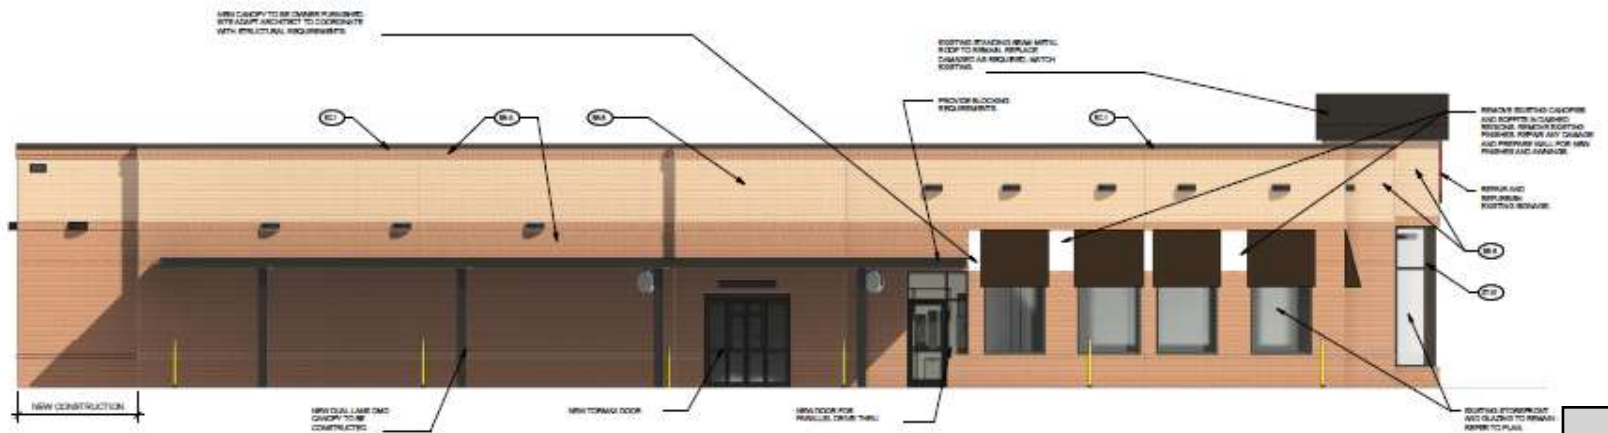 NEW CANOPY TO BE OWNER FURNISHED.
SITE ADAPT ARCHITECT TO COORDINATE
WITH STRUCTURAL REQUIREMENTS
EXISTING STANDING SEAM METAL
ROOF TO REMAIN. REPLACE
DAMAGED AS REQUIRED, MATCH
EXISTING.
PROVIDE BLOCKING
REQUIREMENTS
REMOVE EXISTING CANOPIES
AND SOFFITS IN DASHED
REGIONS. REMOVE EXISTING
FINISHES, REPAIR ANY DAMAGE
AND PREPARE WALL FOR NEW
FINISHES AND AWNINGS.
REPAIR AND
REFURBISH
EXISTING SIGNAGE
NEW CONSTRUCTION
NEW DUAL LANE OMO
CANOPY TO BE
CONSTRUCTED
NEW TORMAX DOOR
NEW DOOR FOR
PARALLEL DRIVE THRU
EXISTING STOREFRONT
AND GLAZING TO REMAIN -
REFER TO PLAN.